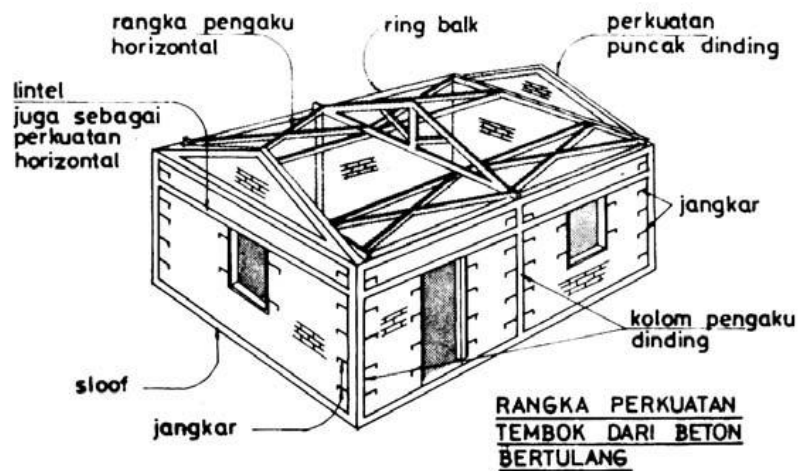 rangka pengaku
horizontal
ring balk
perkuatan
puncak dinding
lintel
juga sebagai
perkuatan
horizontal
jangkar
kolom pengaku
dinding
sloof
jangkar
RANGKA PERKUATAN
TEMBOK DARI BETON
BERTULANG